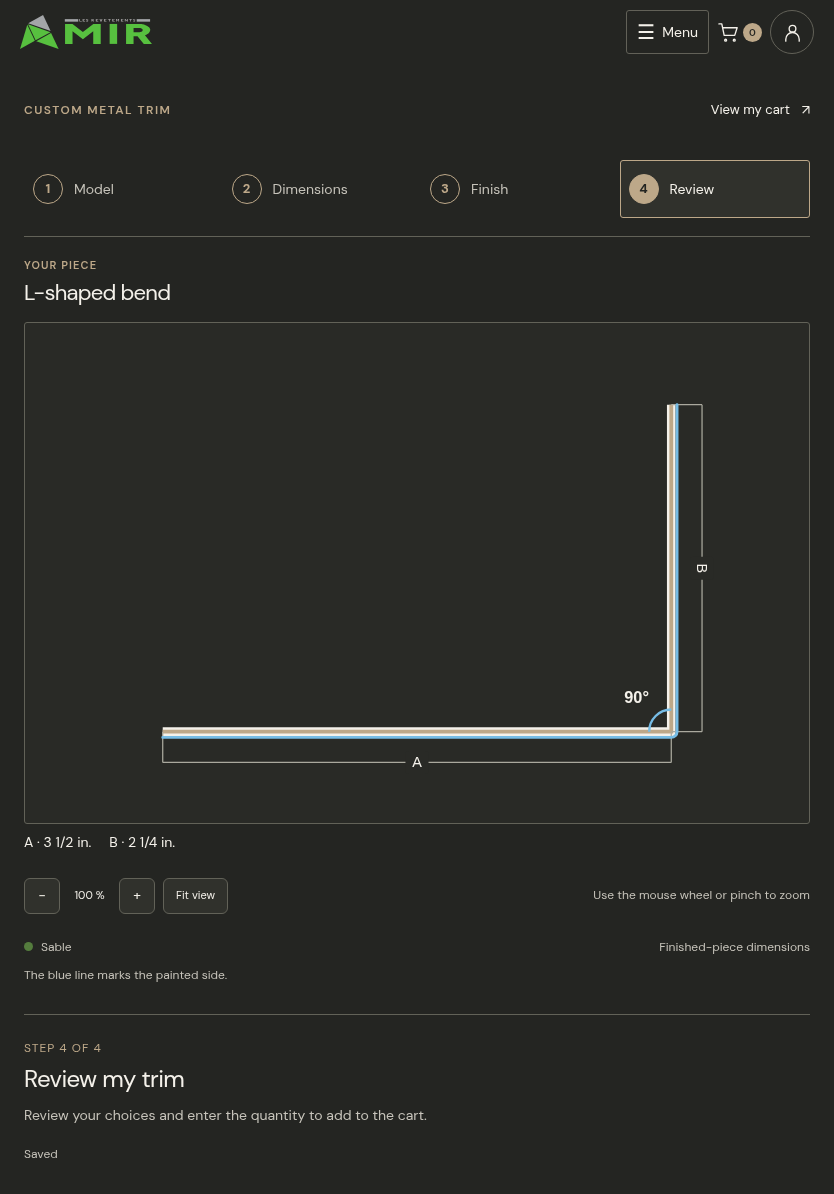 LES REVÊTEMENTS
MIR
Menu
0
CUSTOM METAL TRIM
View my cart
1 Model
2 Dimensions
3 Finish
4 Review
YOUR PIECE
L-shaped bend
B
90°
A
A · 3 1/2 in. B · 2 1/4 in.
− 100 % + Fit view
Use the mouse wheel or pinch to zoom
Sable
Finished-piece dimensions
The blue line marks the painted side.
STEP 4 OF 4
Review my trim
Review your choices and enter the quantity to add to the cart.
Saved